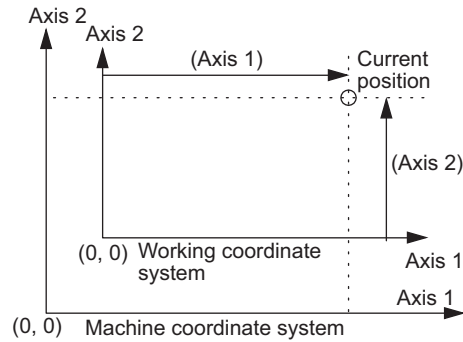 Axis 2
Axis 2
(Axis 1)
Current
position
(Axis 2)
(0, 0)
Working coordinate
system
Axis 1
Axis 1
(0, 0)
Machine coordinate system